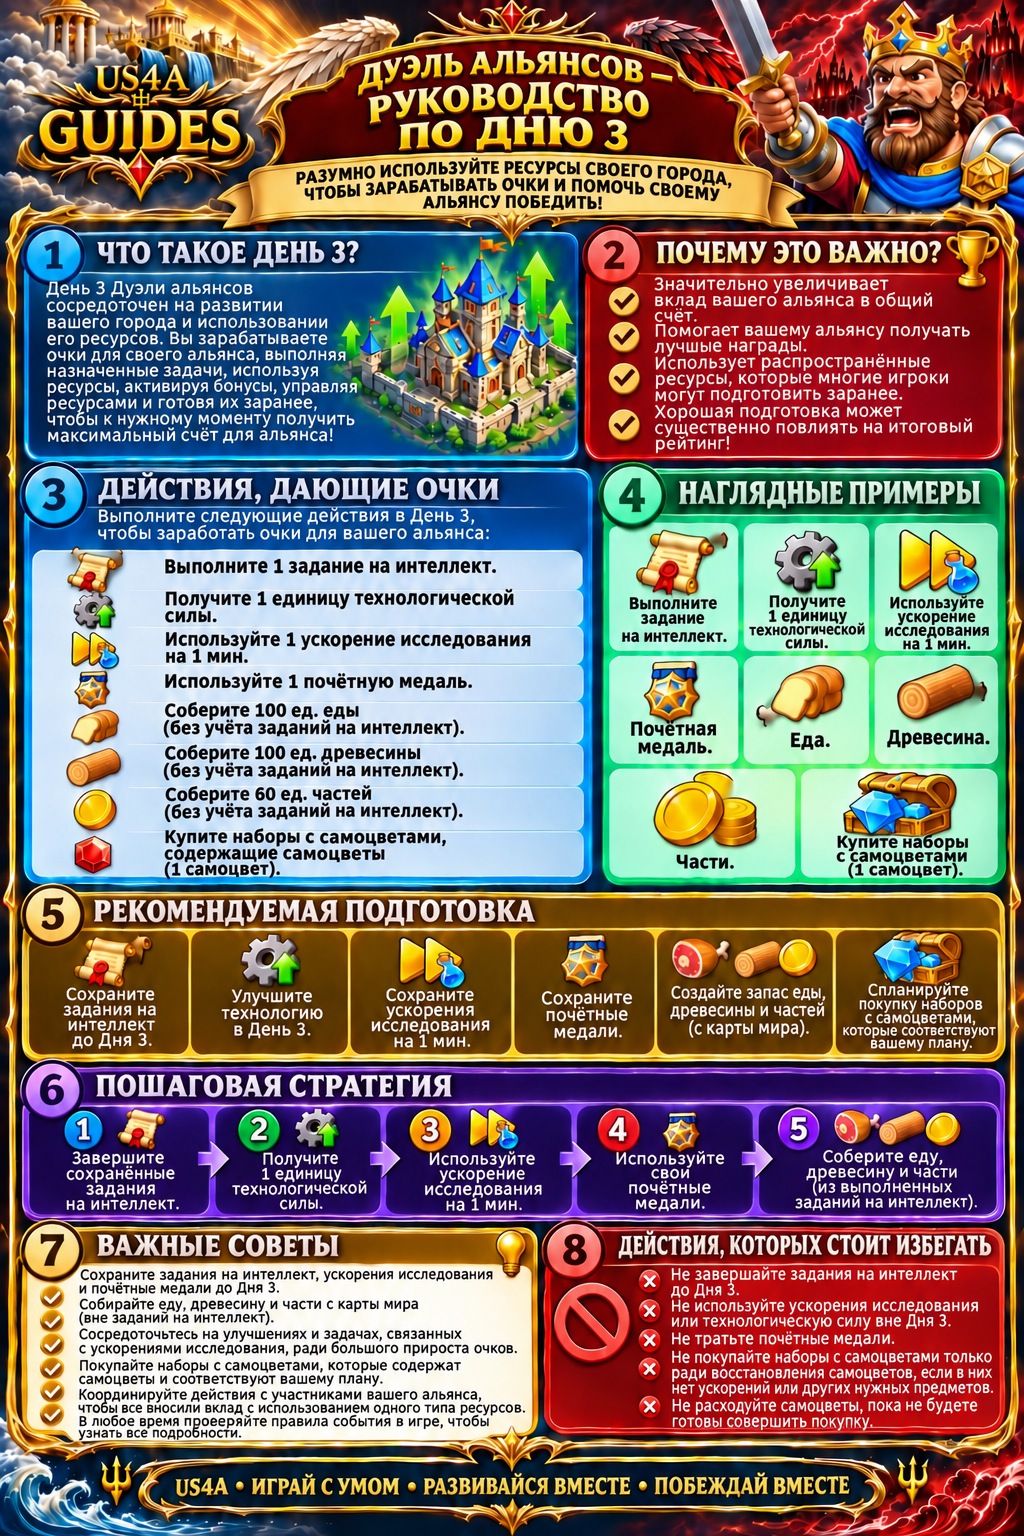 US4A
GUIDES
ДУЭЛЬ АЛЬЯНСОВ –
РУКОВОДСТВО
ПО ДНЮ 3
РАЗУМНО ИСПОЛЬЗУЙТЕ РЕСУРСЫ СВОЕГО ГОРОДА,
ЧТОБЫ ЗАРАБАТЫВАТЬ ОЧКИ И ПОМОЧЬ СВОЕМУ
АЛЬЯНСУ ПОБЕДИТЬ!
1 ЧТО ТАКОЕ ДЕНЬ 3?
День 3 Дуэли альянсов
сосредоточен на развитии
вашего города и использовании
его ресурсов. Вы зарабатываете
очки для своего альянса, выполняя
назначенные задачи, используя
ресурсы, активируя бонусы, управляя
ресурсами и готовя их заранее,
чтобы к нужному моменту получить
максимальный счёт для альянса!
2 ПОЧЕМУ ЭТО ВАЖНО?
Значительно увеличивает
вклад вашего альянса в общий
счёт.
Помогает вашему альянсу получать
лучшие награды.
Использует распространённые
ресурсы, которые многие игроки
могут подготовить заранее.
Хорошая подготовка может
существенно повлиять на итоговый
рейтинг!
3 ДЕЙСТВИЯ, ДАЮЩИЕ ОЧКИ
Выполните следующие действия в День 3,
чтобы заработать очки для вашего альянса:
Выполните 1 задание на интеллект.
Получите 1 единицу технологической
силы.
Используйте 1 ускорение исследования
на 1 мин.
Используйте 1 почётную медаль.
Соберите 100 ед. еды
(без учёта заданий на интеллект).
Соберите 100 ед. древесины
(без учёта заданий на интеллект).
Соберите 60 ед. частей
(без учёта заданий на интеллект).
Купите наборы с самоцветами,
содержащие самоцветы
(1 самоцвет).
4 НАГЛЯДНЫЕ ПРИМЕРЫ
Выполните
задание
на интеллект.
Получите
1 единицу
технологической
силы.
Используйте
ускорение
исследования
на 1 мин.
Почётная
медаль.
Еда.
Древесина.
Части.
Купите наборы
с самоцветами
(1 самоцвет).
5 РЕКОМЕНДУЕМАЯ ПОДГОТОВКА
Сохраните
задания на
интеллект
до Дня 3.
Улучшите
технологию
в День 3.
Сохраните
ускорения
исследования
на 1 мин.
Сохраните
почётные
медали.
Создайте запас еды,
древесины и частей
(с карты мира).
Спланируйте
покупку наборов
с самоцветами,
которые соответствуют
вашему плану.
6 ПОШАГОВАЯ СТРАТЕГИЯ
1
Завершите
сохранённые
задания
на интеллект.
2
Получите
1 единицу
технологической
силы.
3
Используйте
ускорение
исследования
на 1 мин.
4
Используйте
свои
почётные
медали.
5
Соберите еду,
древесину и части
(из выполненных
заданий на интеллект).
7 ВАЖНЫЕ СОВЕТЫ
Сохраните задания на интеллект, ускорения исследования
и почётные медали до Дня 3.
Собирайте еду, древесину и части с карты мира
(вне заданий на интеллект).
Сосредоточьтесь на улучшениях и задачах, связанных
с ускорениями исследования, ради большого прироста очков.
Покупайте наборы с самоцветами, которые содержат
самоцветы и соответствуют вашему плану.
Координируйте действия с участниками вашего альянса,
чтобы все вносили вклад с использованием одного типа ресурсов.
В любое время проверяйте правила события в игре, чтобы
узнать все подробности.
8 ДЕЙСТВИЯ, КОТОРЫХ СТОИТ ИЗБЕГАТЬ
Не завершайте задания на интеллект
до Дня 3.
Не используйте ускорения исследования
или технологическую силу вне Дня 3.
Не тратьте почётные медали.
Не покупайте наборы с самоцветами только
ради восстановления самоцветов, если в них
нет ускорений или других нужных предметов.
Не расходуйте самоцветы, пока не будете
готовы совершить покупку.
US4A • ИГРАЙ С УМОМ • РАЗВИВАЙСЯ ВМЕСТЕ • ПОБЕЖДАЙ ВМЕСТЕ